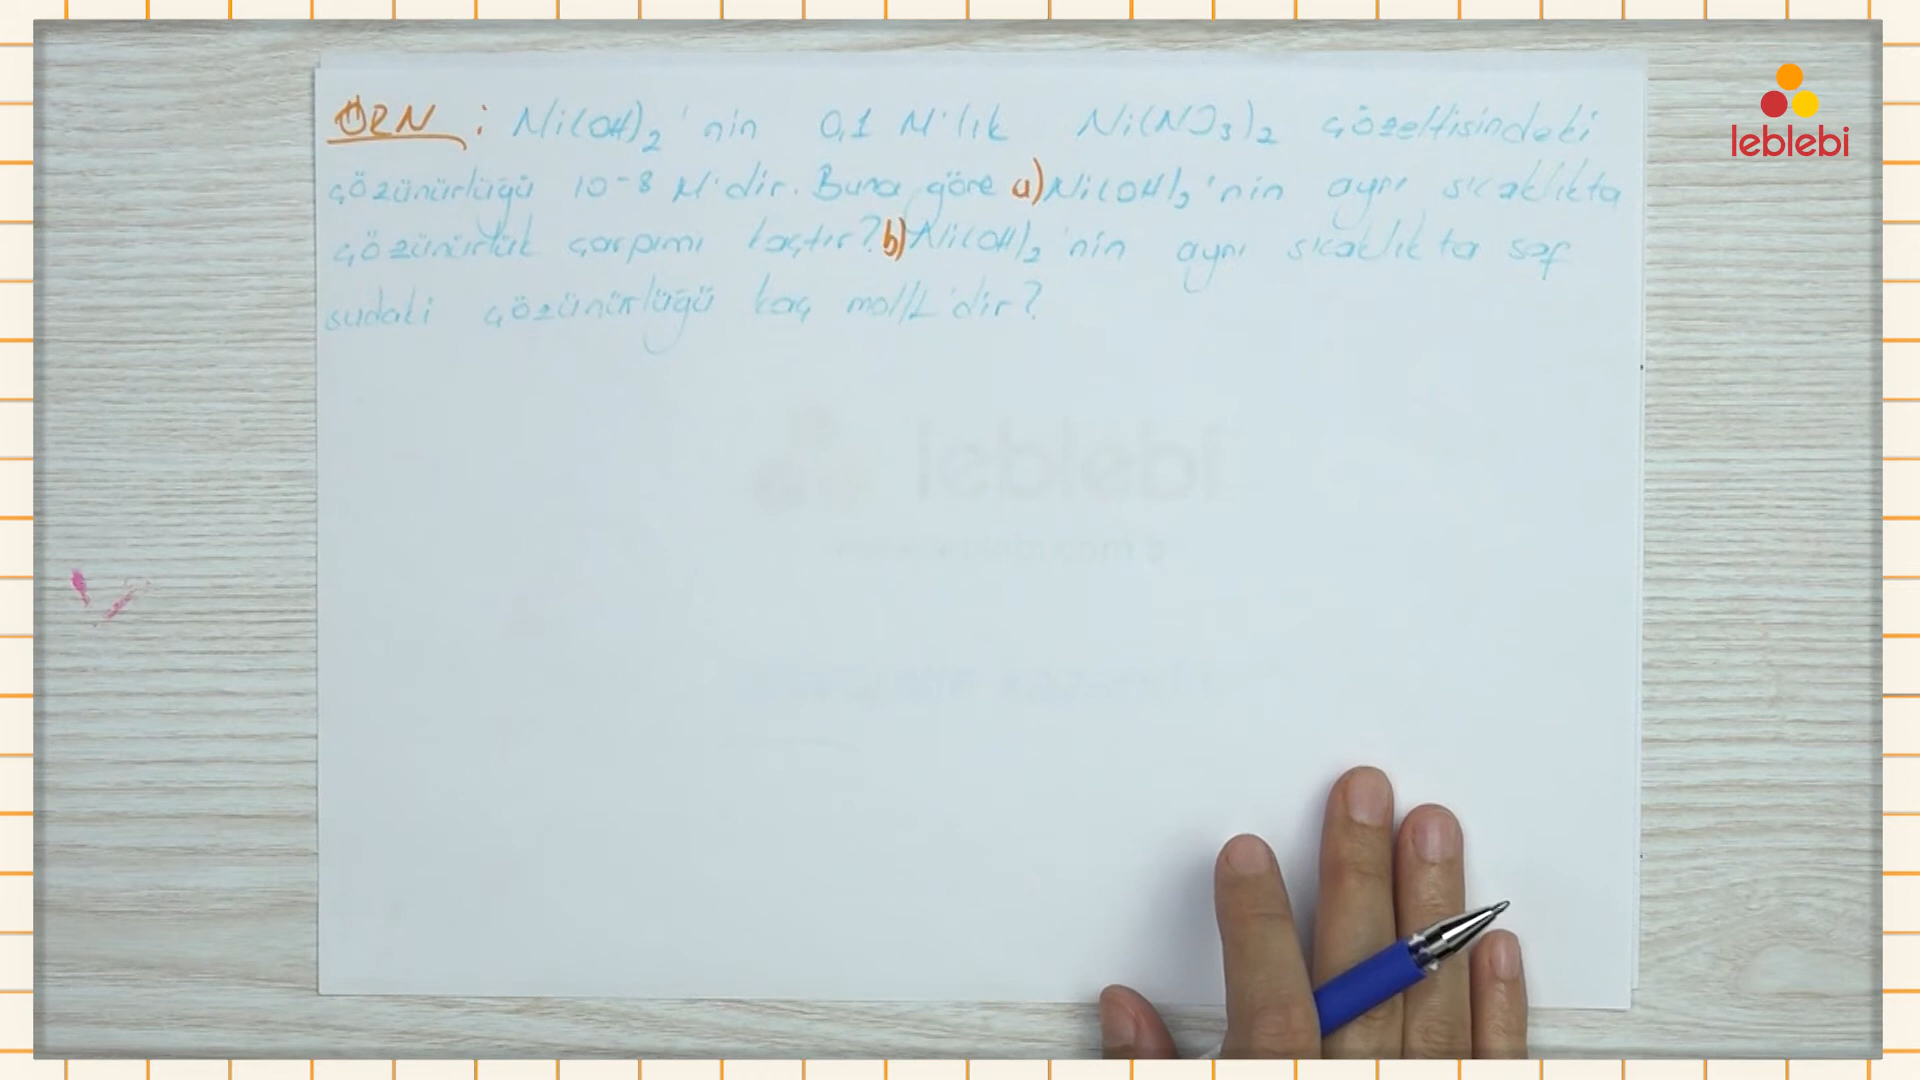 ÖRN : Ni(OH)2'nin 0,1 M'lık Ni(NO3)2 çözeltisindeki
çözünürlüğü 10-8 M'dir. Buna göre a) Ni(OH)2'nin aynı sıcaklıkta
çözünürlük çarpımı kaçtır? b) Ni(OH)2'nin aynı sıcaklıkta saf
sudaki çözünürlüğü kaç mol/L'dir?
leblebi
leblebi